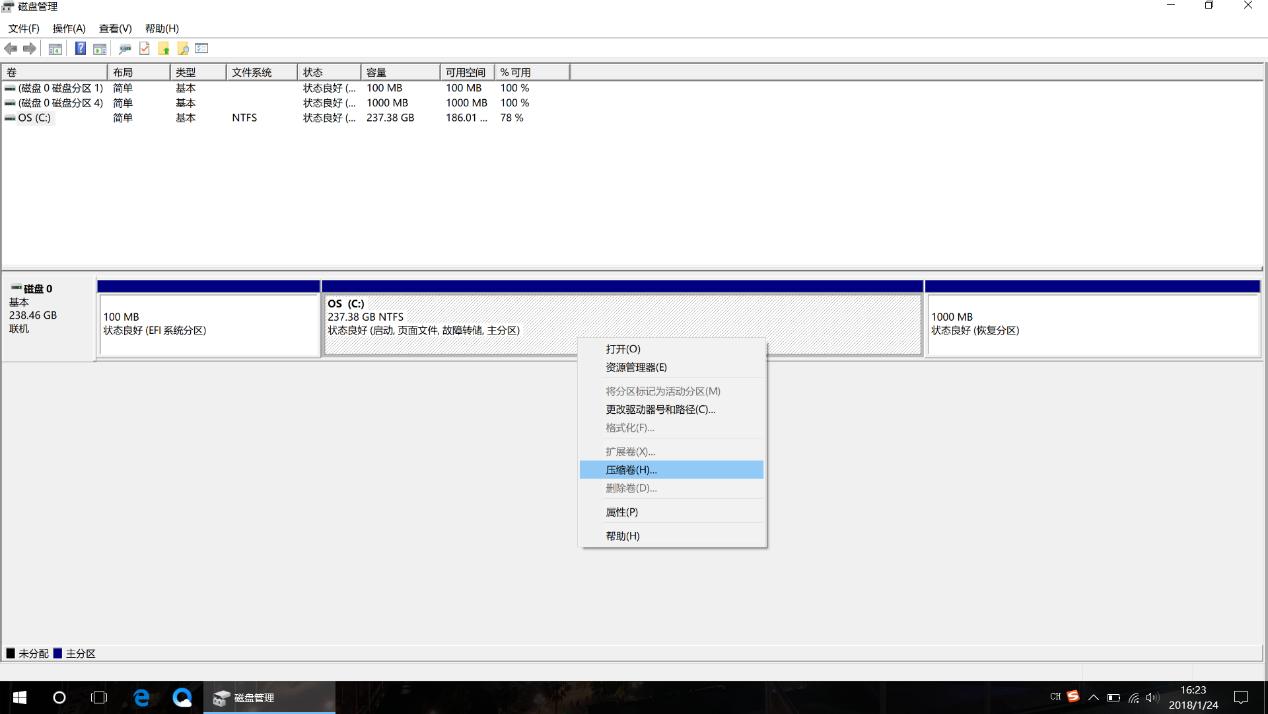 磁盘管理
文件(F) 操作(A) 查看(V) 帮助(H)
卷 布局 类型 文件系统 状态 容量 可用空间 % 可用
(磁盘 0 磁盘分区 1) 简单 基本 状态良好 (... 100 MB 100 MB 100 %
(磁盘 0 磁盘分区 4) 简单 基本 状态良好 (... 1000 MB 1000 MB 100 %
OS (C:) 简单 基本 NTFS 状态良好 (... 237.38 GB 186.01 ... 78 %
磁盘 0
基本
238.46 GB
联机
100 MB
状态良好 (EFI 系统分区)
OS (C:)
237.38 GB NTFS
状态良好 (启动, 页面文件, 故障转储, 主分区)
1000 MB
状态良好 (恢复分区)
打开(O)
资源管理器(E)
将分区标记为活动分区(M)
更改驱动器号和路径(C)...
格式化(F)...
扩展卷(X)...
压缩卷(H)...
删除卷(D)...
属性(P)
帮助(H)
未分配 主分区
磁盘管理
CH
16:23
2018/1/24